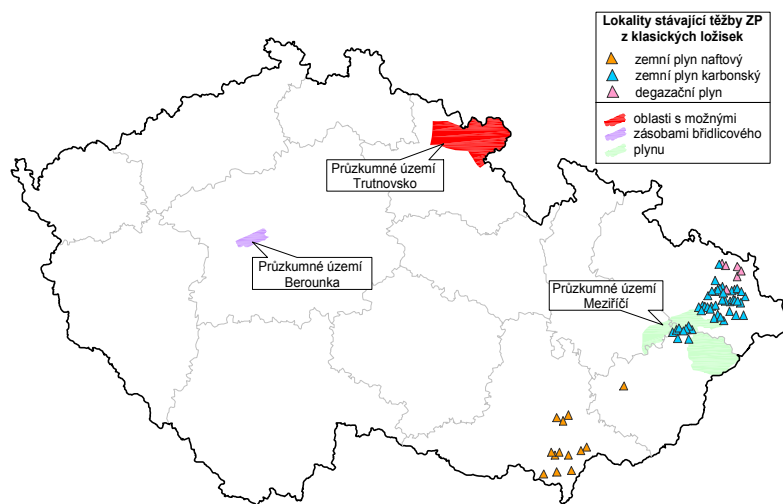 Lokality stávající těžby ZP
z klasických ložisek
zemní plyn naftový
zemní plyn karbonský
degazační plyn
oblasti s možnými
zásobami břidlicového
plynu
Průzkumné území
Trutnovsko
Průzkumné území
Berounka
Průzkumné území
Meziříčí